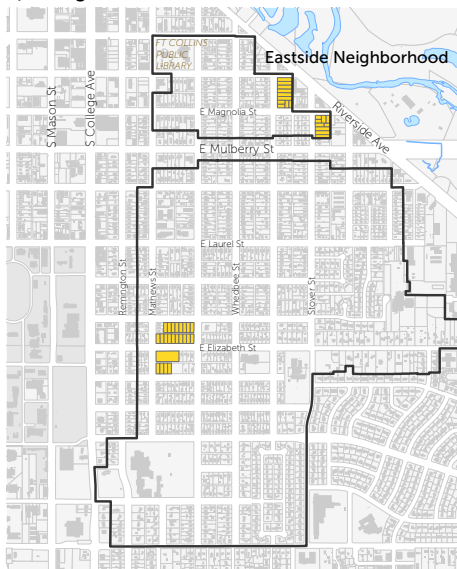 FT COLLINS
PUBLIC
LIBRARY
Eastside Neighborhood
S Mason St
S College Ave
E Magnolia St
Riverside Ave
E Mulberry St
E Laurel St
Remington St
Mathews St
Whedbee St
Stover St
E Elizabeth St